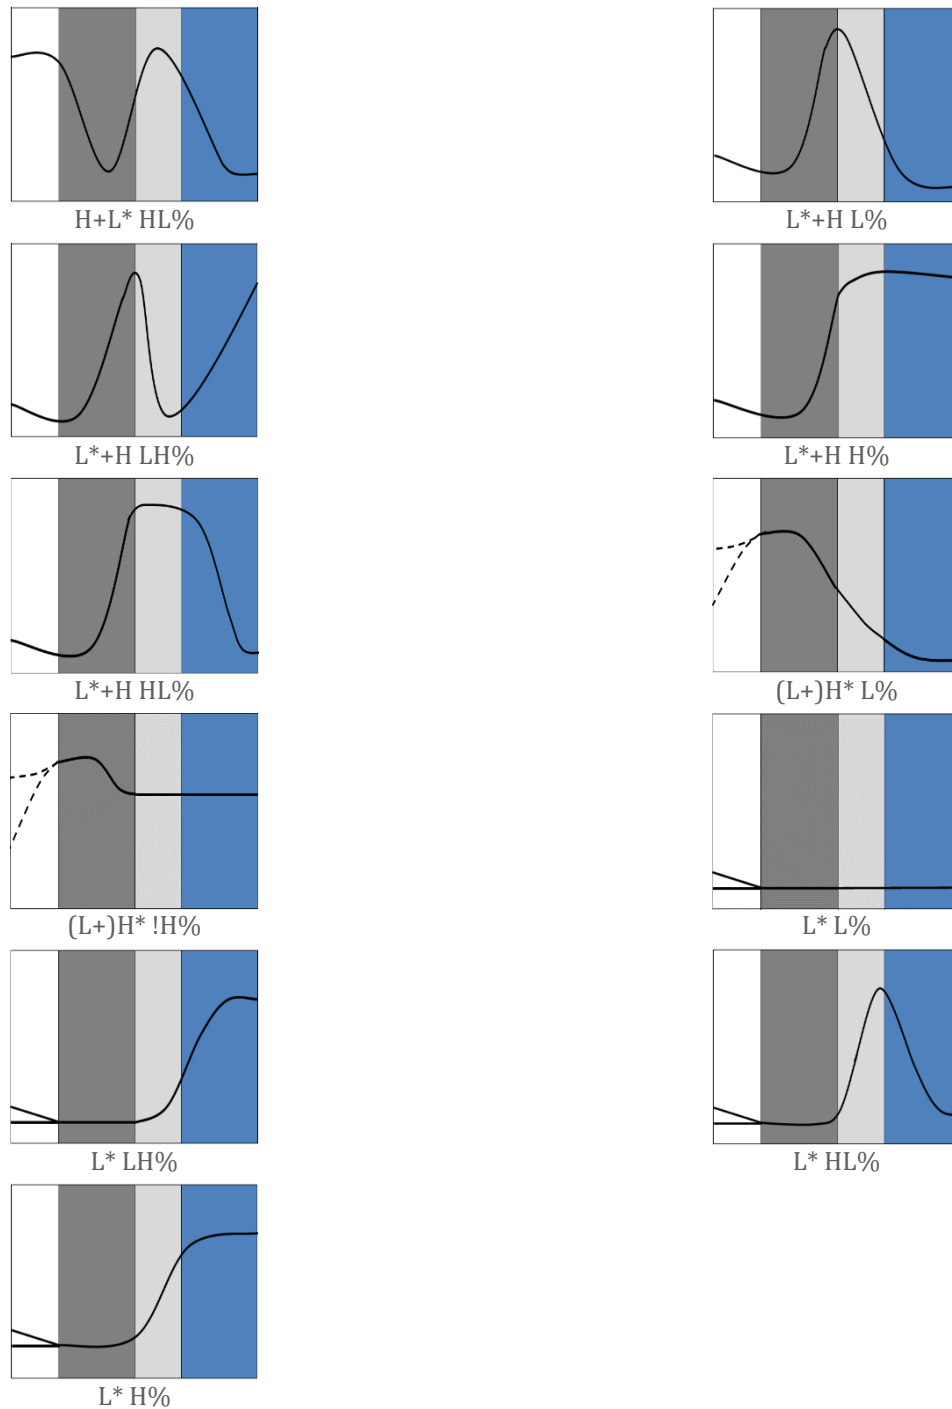 H+L* HL%
L*+H L%
L*+H LH%
L*+H H%
L*+H HL%
(L+)H* L%
(L+)H* !H%
L* L%
L* LH%
L* HL%
L* H%